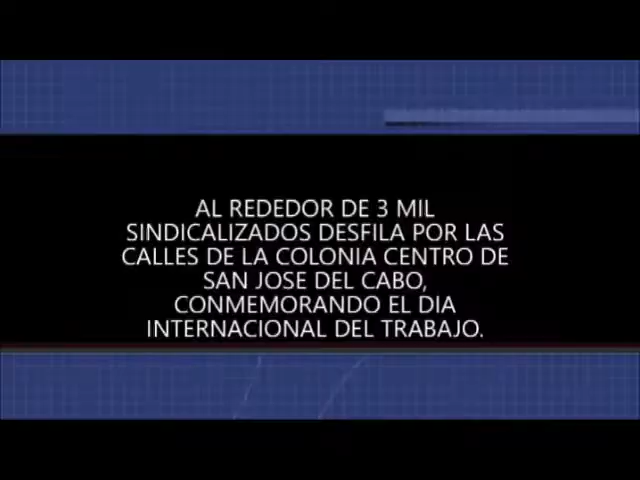 AL REDEDOR DE 3 MIL
SINDICALIZADOS DESFILA POR LAS
CALLES DE LA COLONIA CENTRO DE
SAN JOSE DEL CABO,
CONMEMORANDO EL DIA
INTERNACIONAL DEL TRABAJO.